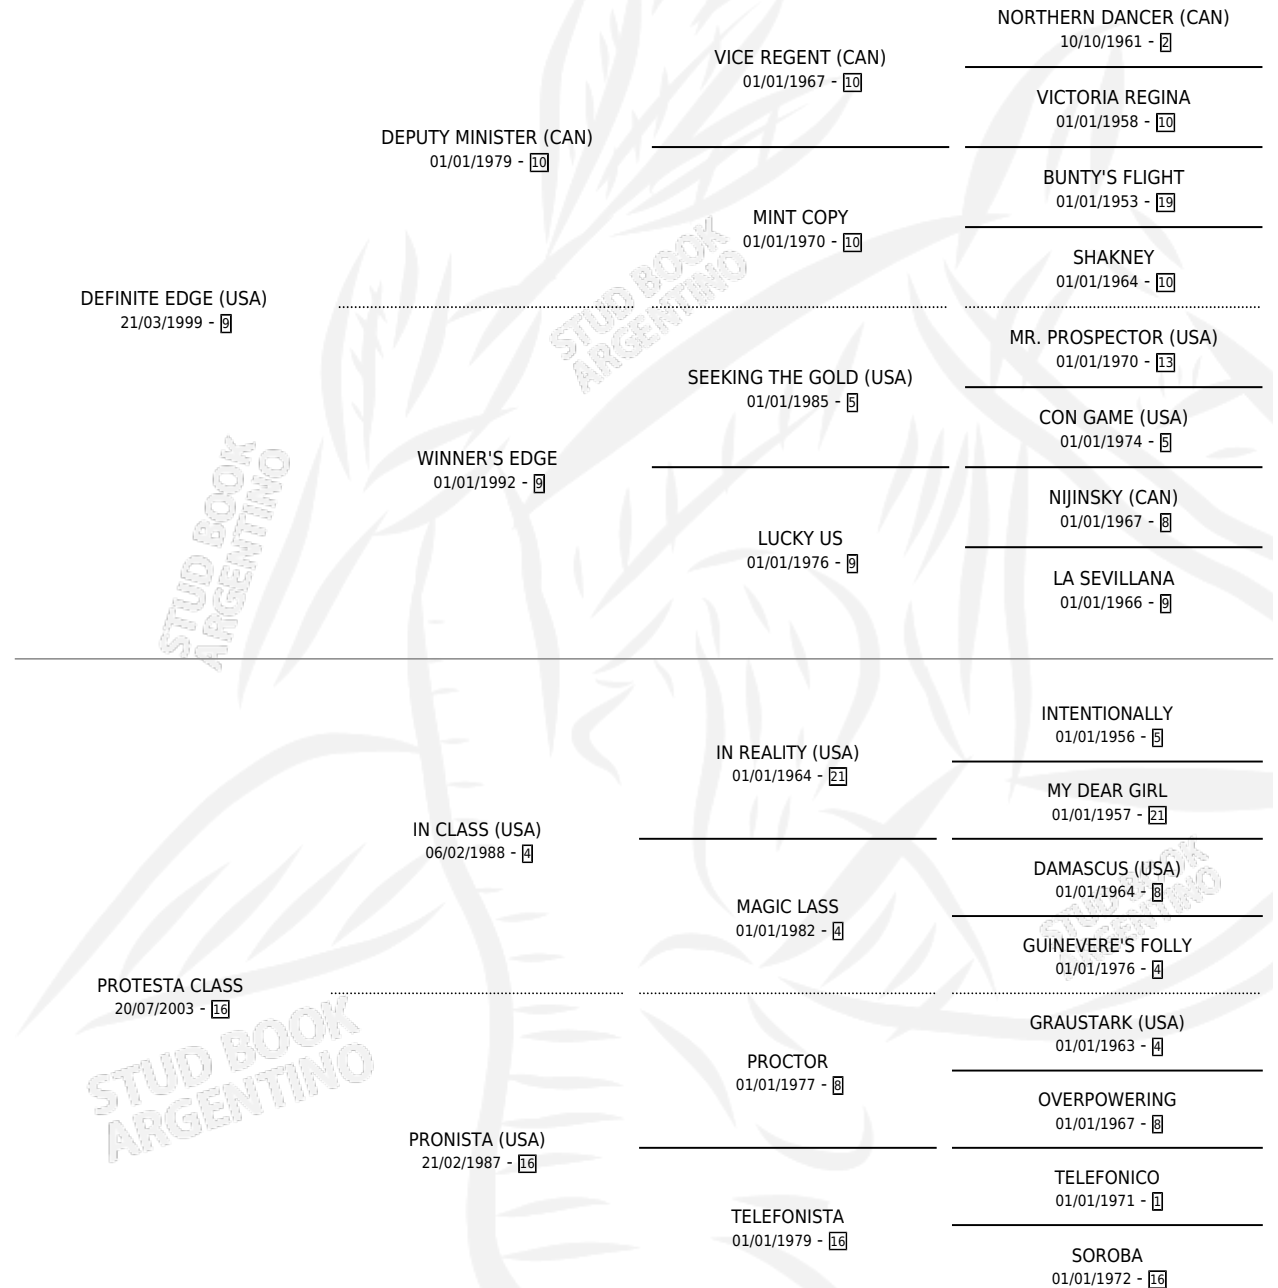 NORTHERN DANCER (CAN)
10/10/1961 - 2
VICE REGENT (CAN)
01/01/1967 - 10
VICTORIA REGINA
01/01/1958 - 10
DEPUTY MINISTER (CAN)
01/01/1979 - 10
BUNTY'S FLIGHT
01/01/1953 - 19
MINT COPY
01/01/1970 - 10
SHAKNEY
01/01/1964 - 10
DEFINITE EDGE (USA)
21/03/1999 - 9
MR. PROSPECTOR (USA)
01/01/1970 - 13
SEEKING THE GOLD (USA)
01/01/1985 - 5
CON GAME (USA)
01/01/1974 - 5
WINNER'S EDGE
01/01/1992 - 9
NIJINSKY (CAN)
01/01/1967 - 8
LUCKY US
01/01/1976 - 9
LA SEVILLANA
01/01/1966 - 9
STUD BOOK
ARGENTINO
STUD BOOK
ARGENTINO
INTENTIONALLY
01/01/1956 - 5
IN REALITY (USA)
01/01/1964 - 21
MY DEAR GIRL
01/01/1957 - 21
IN CLASS (USA)
06/02/1988 - 4
DAMASCUS (USA)
01/01/1964 - 8
MAGIC LASS
01/01/1982 - 4
GUINEVERE'S FOLLY
01/01/1976 - 4
PROTESTA CLASS
20/07/2003 - 16
GRAUSTARK (USA)
01/01/1963 - 4
PROCTOR
01/01/1977 - 8
OVERPOWERING
01/01/1967 - 8
PRONISTA (USA)
21/02/1987 - 16
TELEFONICO
01/01/1971 - 1
TELEFONISTA
01/01/1979 - 16
SOROBA
01/01/1972 - 16
STUD BOOK
ARGENTINO
STUD BOOK
ARGENTINO